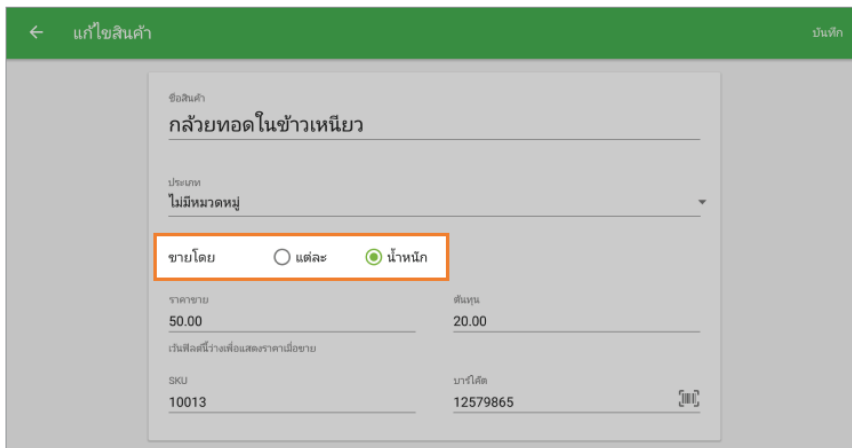 แก้ไขสินค้า บันทึก
ชื่อสินค้า
กล้วยทอดในข้าวเหนียว
ประเภท
ไม่มีหมวดหมู่
ขายโดย แต่ละ น้ำหนัก
ราคาขาย ต้นทุน
50.00 20.00
เว้นฟิลด์นี้ว่างเพื่อแสดงราคาเมื่อขาย
SKU บาร์โค้ด
10013 12579865